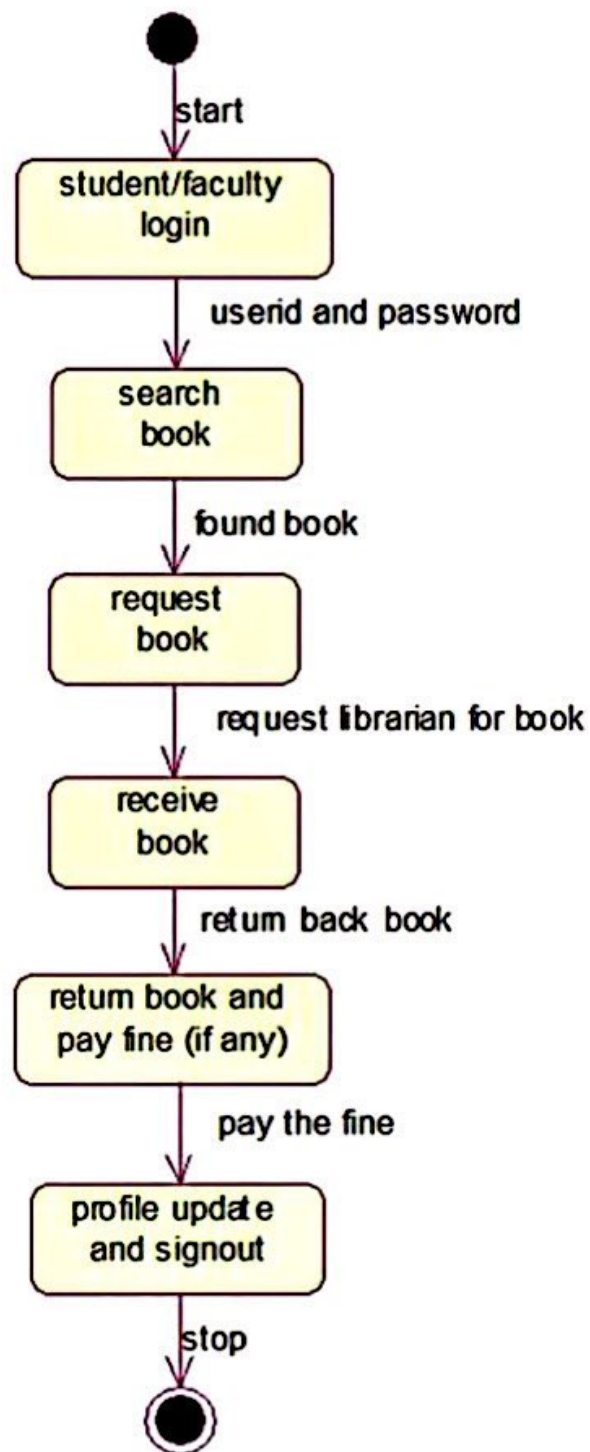 start
student/faculty
login
userid and password
search
book
found book
request
book
request librarian for book
receive
book
return back book
return book and
pay fine (if any)
pay the fine
profile update
and signout
stop